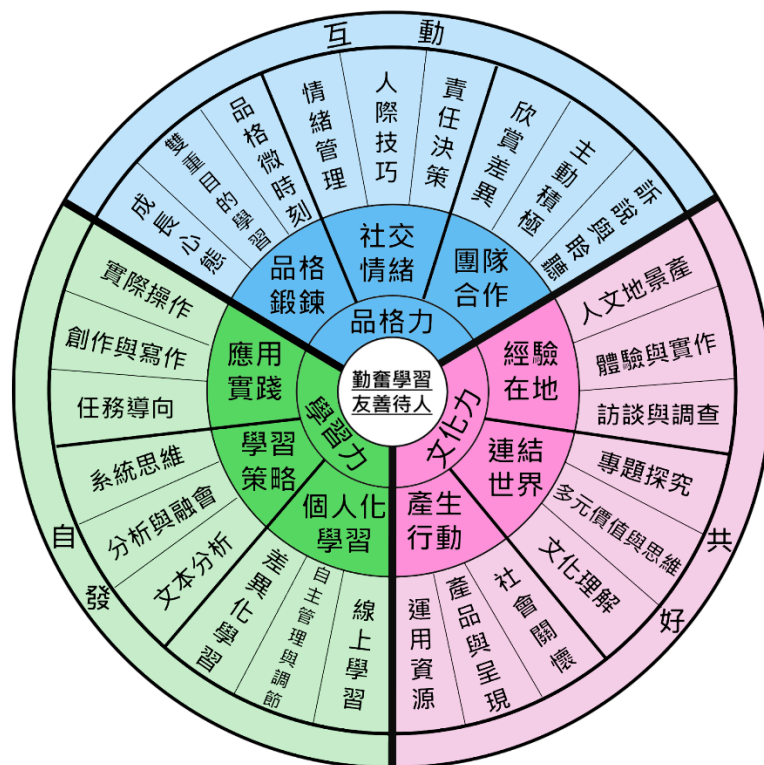 互動
成長心態
雙重目的學習
品格微時刻
情緒管理
人際技巧
責任決策
欣賞差異
主動積極
訴說與聆聽
品格
鍛鍊
社交
情緒
團隊
合作
品格力
勤奮學習
友善待人
共好
人文地景產
體驗與實作
訪談與調查
專題探究
多元價值與思維
文化理解
社會關懷
產品與呈現
運用資源
經驗
在地
連結
世界
產生
行動
文化力
自發
實際操作
創作與寫作
任務導向
系統思維
分析與融會
文本分析
差異化學習
自主管理與調節
線上學習
應用
實踐
學習
策略
個人化
學習
學習力